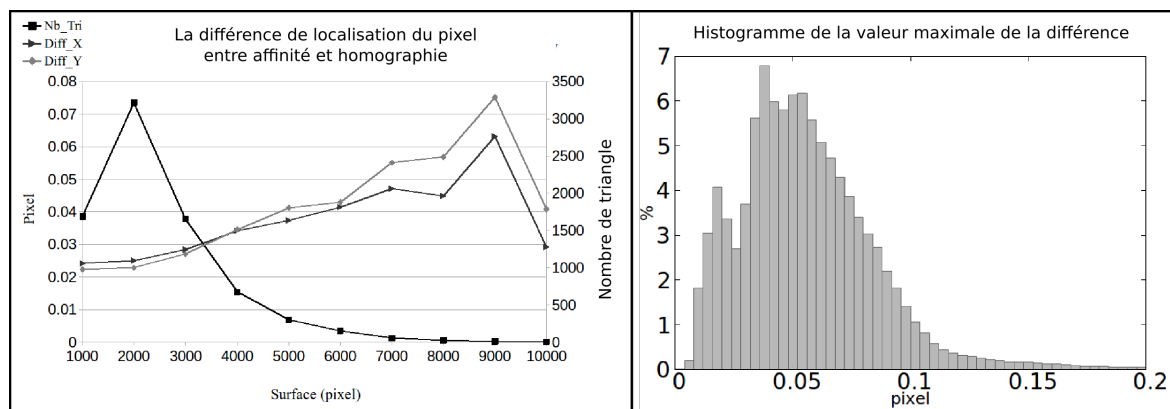 Nb_Tri
Diff_X
Diff_Y
La différence de localisation du pixel
entre affinité et homographie
Pixel
0.08
0.07
0.06
0.05
0.04
0.03
0.02
0.01
0
3500
3000
2500
2000
1500
1000
500
0
Nombre de triangle
1000 2000 3000 4000 5000 6000 7000 8000 9000 10000
Surface (pixel)
Histogramme de la valeur maximale de la différence
%
7
6
5
4
3
2
1
0
0 0.05 0.1 0.15 0.2
pixel